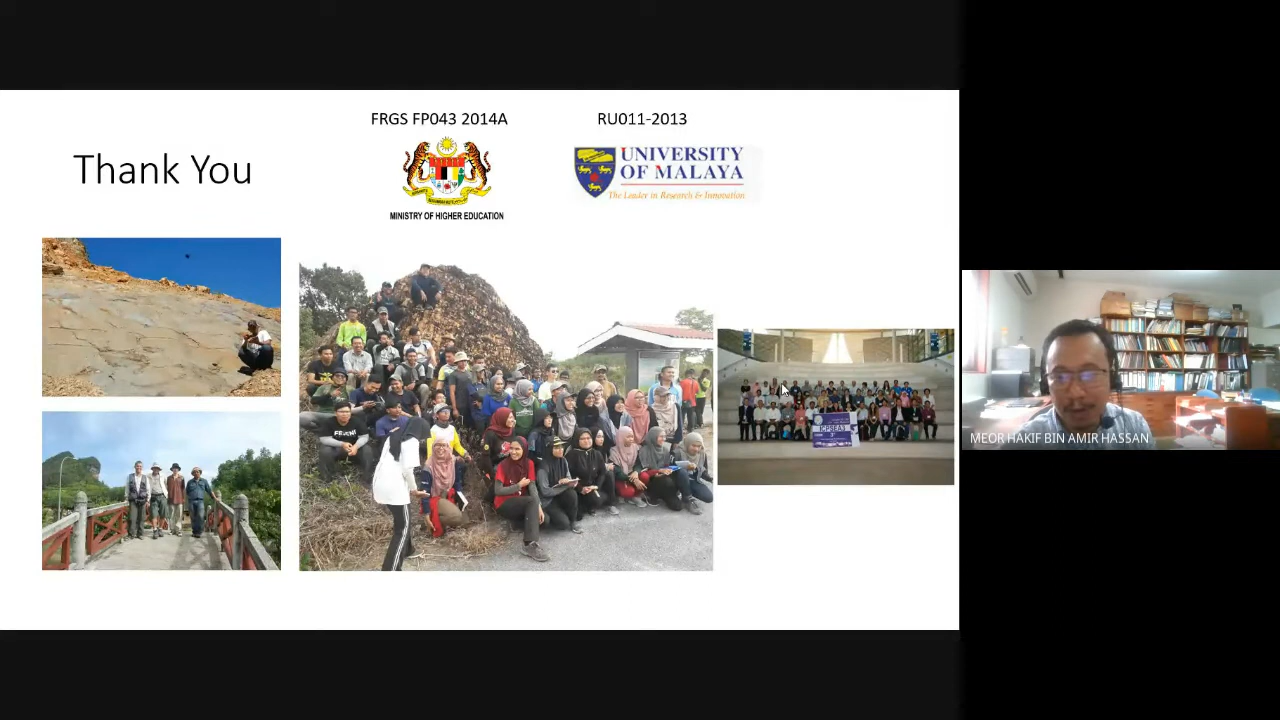 Thank You
FRGS FP043 2014A
MINISTRY OF HIGHER EDUCATION
RU011-2013
UNIVERSITY
OF MALAYA
The Leader in Research & Innovation
ICPSEA3
MEOR HAKIF BIN AMIR HASSAN